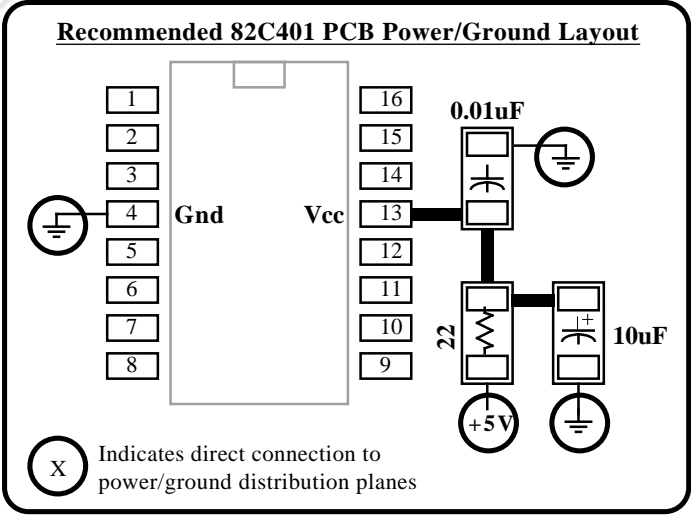 Recommended 82C401 PCB Power/Ground Layout
1
2
3
4
5
6
7
8
Gnd
Vcc
16
15
14
13
12
11
10
9
0.01uF
22
+
10uF
+5V
X
Indicates direct connection to
power/ground distribution planes